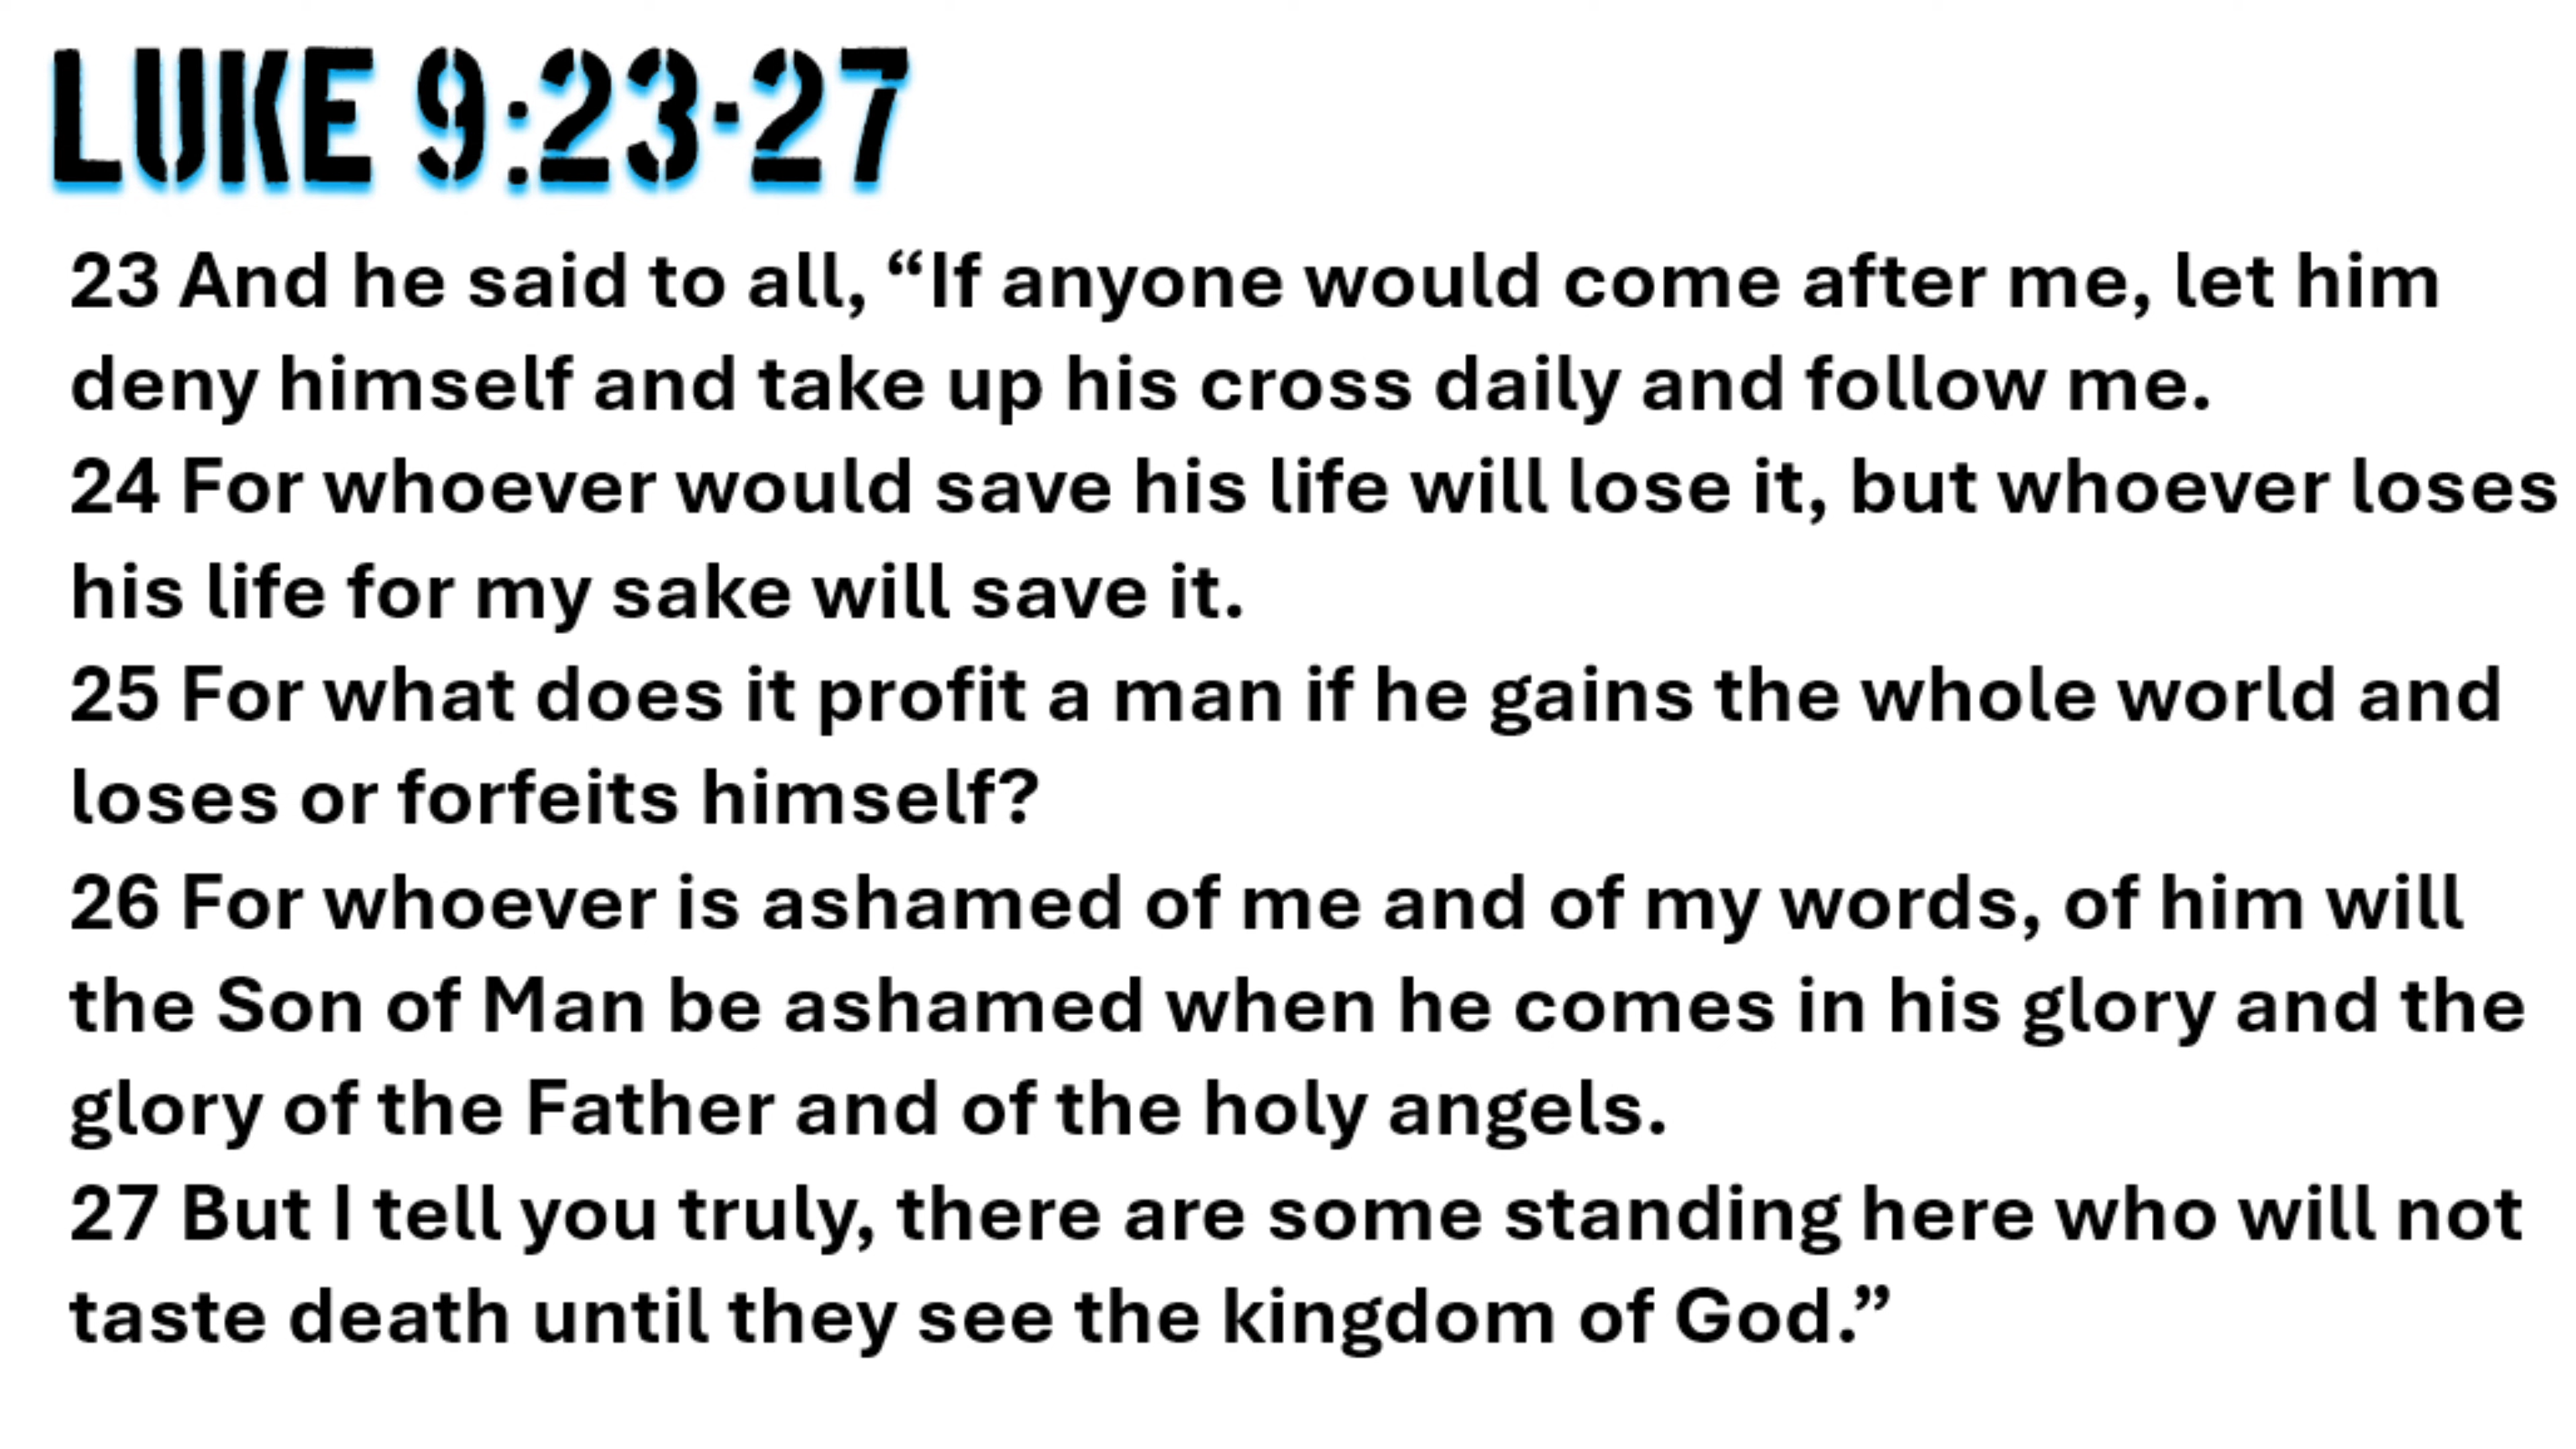 LUKE 9:23-27
23 And he said to all, “If anyone would come after me, let him
deny himself and take up his cross daily and follow me.
24 For whoever would save his life will lose it, but whoever loses
his life for my sake will save it.
25 For what does it profit a man if he gains the whole world and
loses or forfeits himself?
26 For whoever is ashamed of me and of my words, of him will
the Son of Man be ashamed when he comes in his glory and the
glory of the Father and of the holy angels.
27 But I tell you truly, there are some standing here who will not
taste death until they see the kingdom of God.”